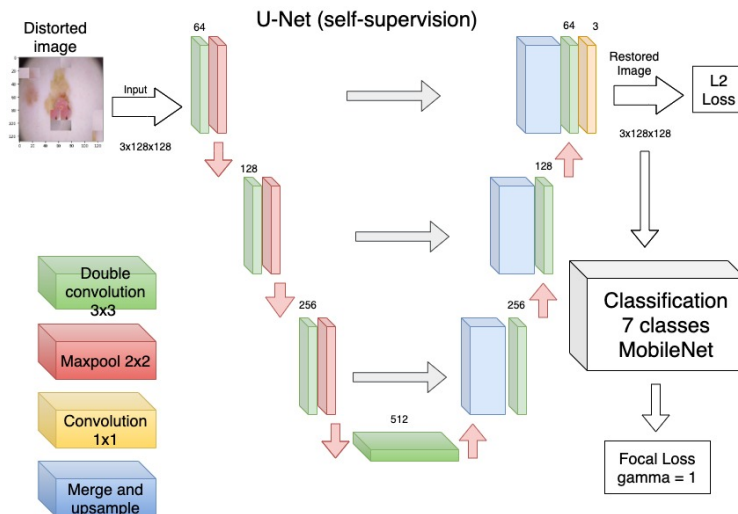 U-Net (self-supervision)
Distorted
image
Input
3x128x128
64
128
256
512
256
128
64
3
Restored
Image
3x128x128
L2
Loss
Classification
7 classes
MobileNet
Focal Loss
gamma = 1
Double
convolution
3x3
Maxpool 2x2
Convolution
1x1
Merge and
upsample